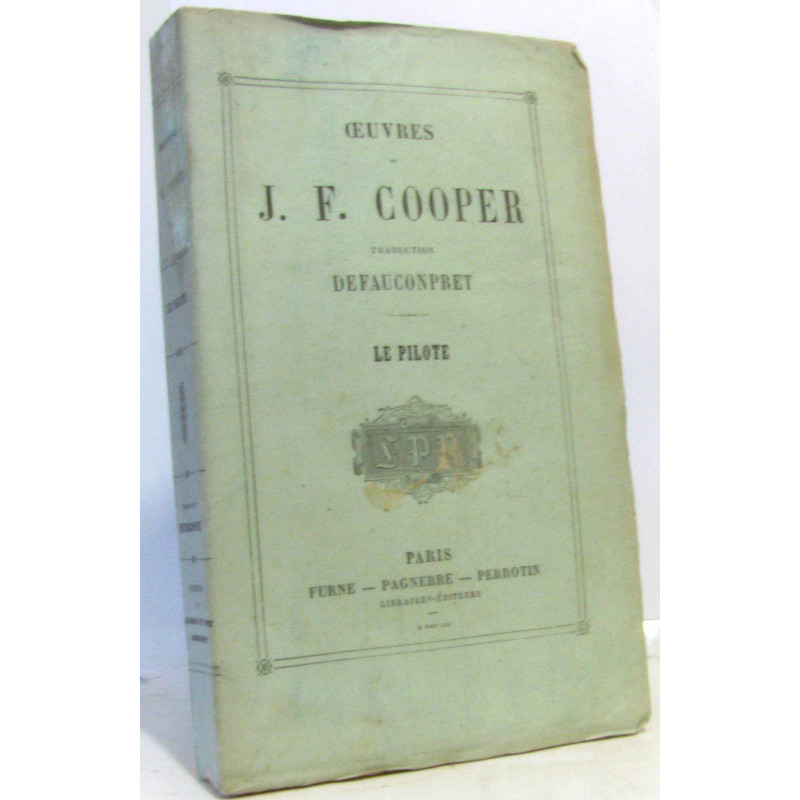 ŒUVRES
J. F. COOPER
TRADUCTION
DEFAUCONPRET
LE PILOTE
PARIS
FURNE — PAGNERRE — PERROTIN
LIBRAIRES-ÉDITEURS